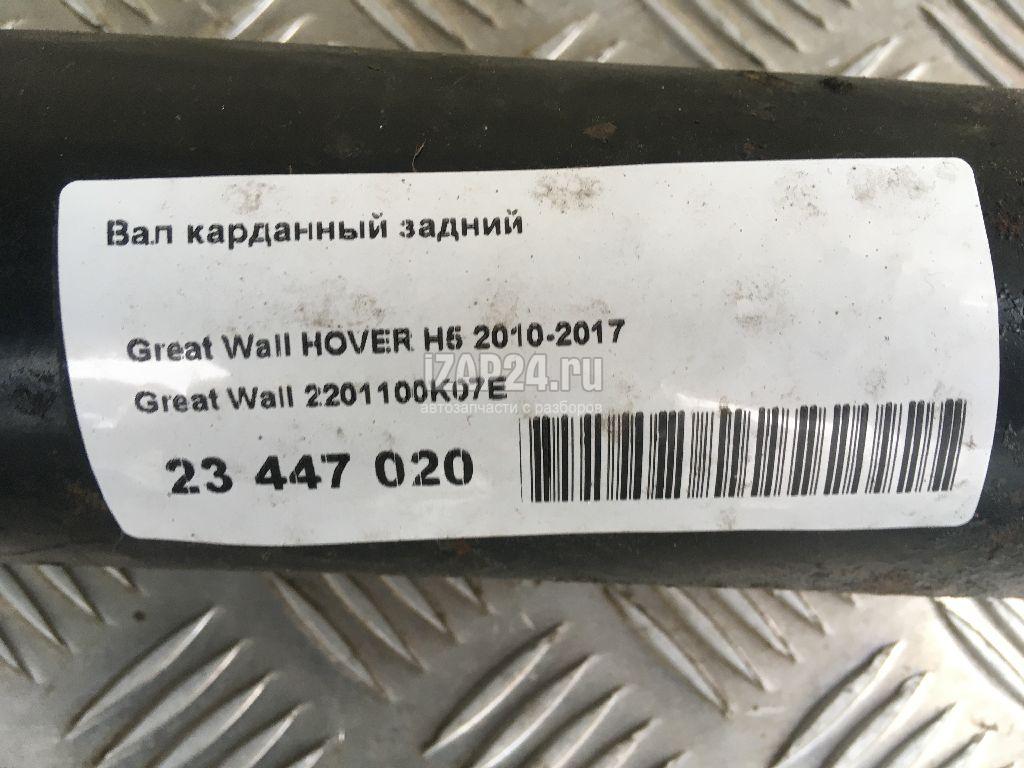 Вал карданный задний
Great Wall HOVER H5 2010-2017
iZAP24.ru
Great Wall 2201100K07E
автозапчасти с разборов
23 447 020